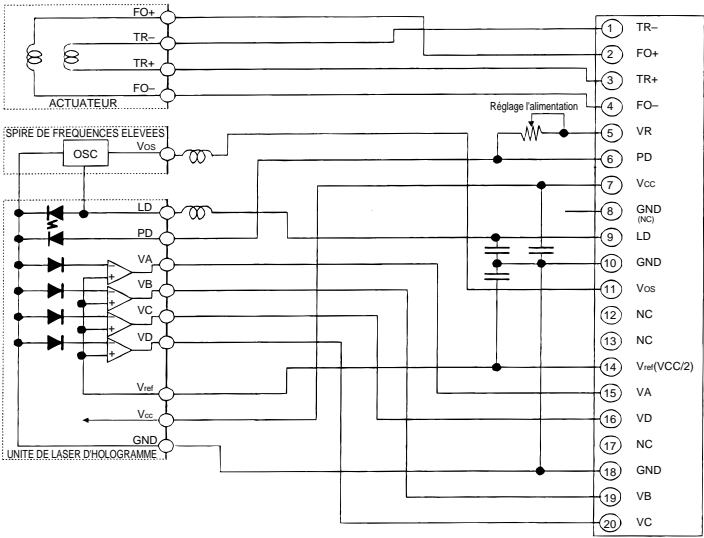 FO+
TR–
TR+
FO–
ACTUATEUR
SPIRE DE FREQUENCES ELEVEES
OSC
VOS
LD
PD
VA
VB
VC
VD
Vref
Vcc
GND
UNITE DE LASER D'HOLOGRAMME
Réglage l'alimentation
1 TR–
2 FO+
3 TR+
4 FO–
5 VR
6 PD
7 VCC
8 GND
(NC)
9 LD
10 GND
11 Vos
12 NC
13 NC
14 Vref(VCC/2)
15 VA
16 VD
17 NC
18 GND
19 VB
20 VC